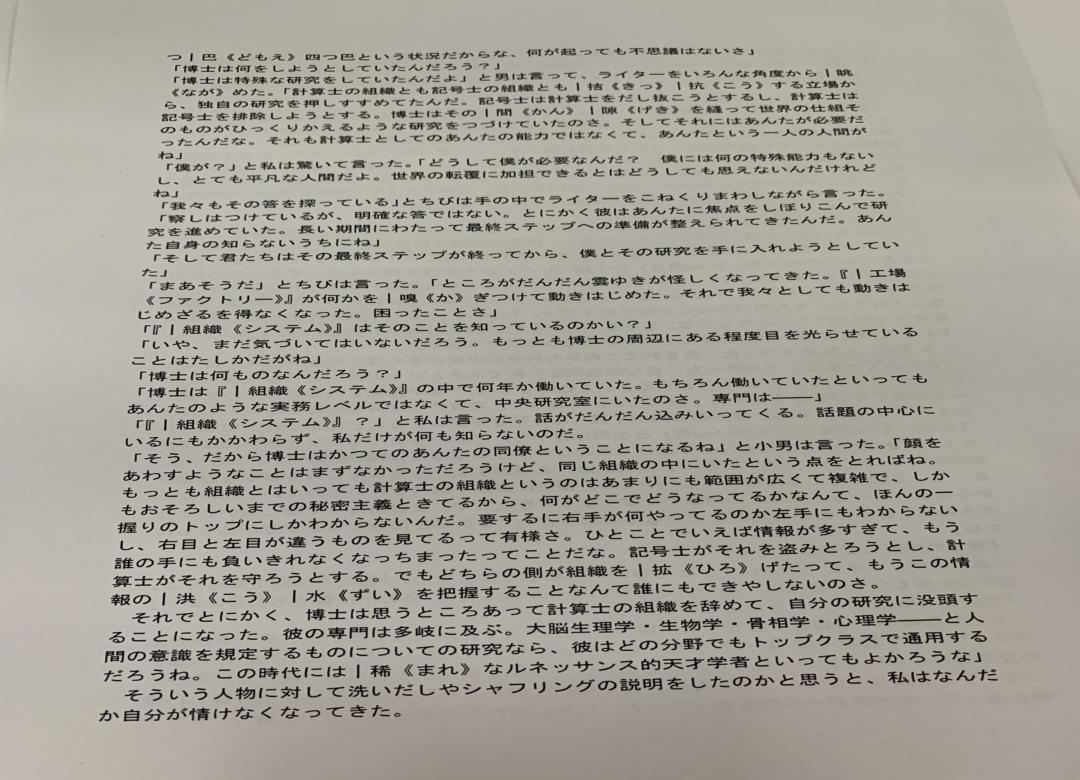 つ｜巴《どもえ》四つ巴という状況だからな、何が起っても不思議はないさ」
「博士は何をしようとしていたんだろう？」
「博士は特殊な研究をしていたんだよ」と男は言って、ライターをいろんな角度から｜眺
《なが》めた。「計算士の組織とも記号士の組織とも｜拮《きっ》｜抗《こう》する立場か
ら、独自の研究を押しすすめてたんだ。記号士は計算士をだし抜こうとするし、計算士は
記号士を排除しようとする。博士はその｜間《かん》｜隙《げき》を縫って世界の仕組そ
のものがひっくりかえるような研究をつづけていたのさ。そしてそれにはあんたが必要だ
ったんだな。それも計算士としてのあんたの能力ではなくて、あんたという一人の人間が
ね」
「僕が？」と私は驚いて言った。「どうして僕が必要なんだ？　僕には何の特殊能力もない
し、とても平凡な人間だよ。世界の転覆に加担できるとはどうしても思えないんだけれど
ね」
「我々もその答を探っている」とちびは手の中でライターをこねくりまわしながら言った。
「察しはつけているが、明確な答ではない。とにかく彼はあんたに焦点をしぼりこんで研
究を進めていた。長い期間にわたって最終ステップへの準備が整えられてきたんだ。あん
た自身の知らないうちにね」
「そして君たちはその最終ステップが終ってから、僕とその研究を手に入れようとしてい
た」
「まあそうだ」とちびは言った。「ところがだんだん雲ゆきが怪しくなってきた。『｜工場
《ファクトリー》』が何かを｜嗅《か》ぎつけて動きはじめた。それで我々としても動きは
じめざるを得なくなった。困ったことさ」
「『｜組織《システム》』はそのことを知っているのかい？」
「いや、まだ気づいてはいないだろう。もっとも博士の周辺にある程度目を光らせている
ことはたしかだがね」
「博士は何ものなんだろう？」
「博士は『｜組織《システム》』の中で何年か働いていた。もちろん働いていたといっても
あんたのような実務レベルではなくて、中央研究室にいたのさ。専門は――」
「『｜組織《システム》』？」と私は言った。話がだんだん込みいってくる。話題の中心に
いるにもかかわらず、私だけが何も知らないのだ。
「そう、だから博士はかつてのあんたの同僚ということになるね」と小男は言った。「顔を
あわすようなことはまずなかっただろうけど、同じ組織の中にいたという点をとればね。
もっとも組織とはいっても計算士の組織というのはあまりにも範囲が広くて複雑で、しか
もおそろしいまでの秘密主義ときてるから、何がどこでどうなってるかなんて、ほんの一
握りのトップにしかわからないんだ。要するに右手が何やってるのか左手にもわからない
し、右目と左目が違うものを見てるって有様さ。ひとことでいえば情報が多すぎて、もう
誰の手にも負いきれなくなっちまったってことだな。記号士がそれを盗みとろうとし、計
算士がそれを守ろうとする。でもどちらの側が組織を｜拡《ひろ》げたって、もうこの情
報の｜洪《こう》｜水《ずい》を把握することなんて誰にもできやしないのさ。
それでとにかく、博士は思うところあって計算士の組織を辞めて、自分の研究に没頭す
ることになった。彼の専門は多岐に及ぶ。大脳生理学・生物学・骨相学・心理学――と人
間の意識を規定するものについての研究なら、彼はどの分野でもトップクラスで通用する
だろうね。この時代には｜稀《まれ》なルネッサンス的天才学者といってもよかろうな」
そういう人物に対して洗いだしやシャフリングの説明をしたのかと思うと、私はなんだ
か自分が情けなくなってきた。